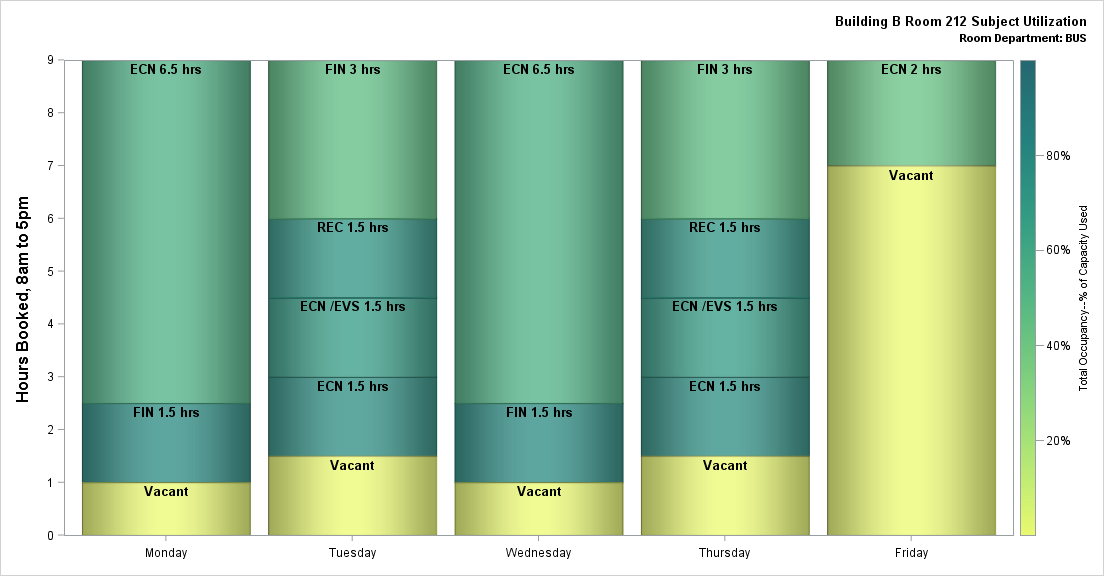 Building B Room 212 Subject Utilization
Room Department: BUS
Hours Booked, 8am to 5pm
9
8
7
6
5
4
3
2
1
0
ECN 6.5 hrs
FIN 1.5 hrs
Vacant
FIN 3 hrs
REC 1.5 hrs
ECN /EVS 1.5 hrs
ECN 1.5 hrs
Vacant
ECN 6.5 hrs
FIN 1.5 hrs
Vacant
FIN 3 hrs
REC 1.5 hrs
ECN /EVS 1.5 hrs
ECN 1.5 hrs
Vacant
ECN 2 hrs
Vacant
Monday
Tuesday
Wednesday
Thursday
Friday
80%
60%
40%
20%
Total Occupancy--% of Capacity Used